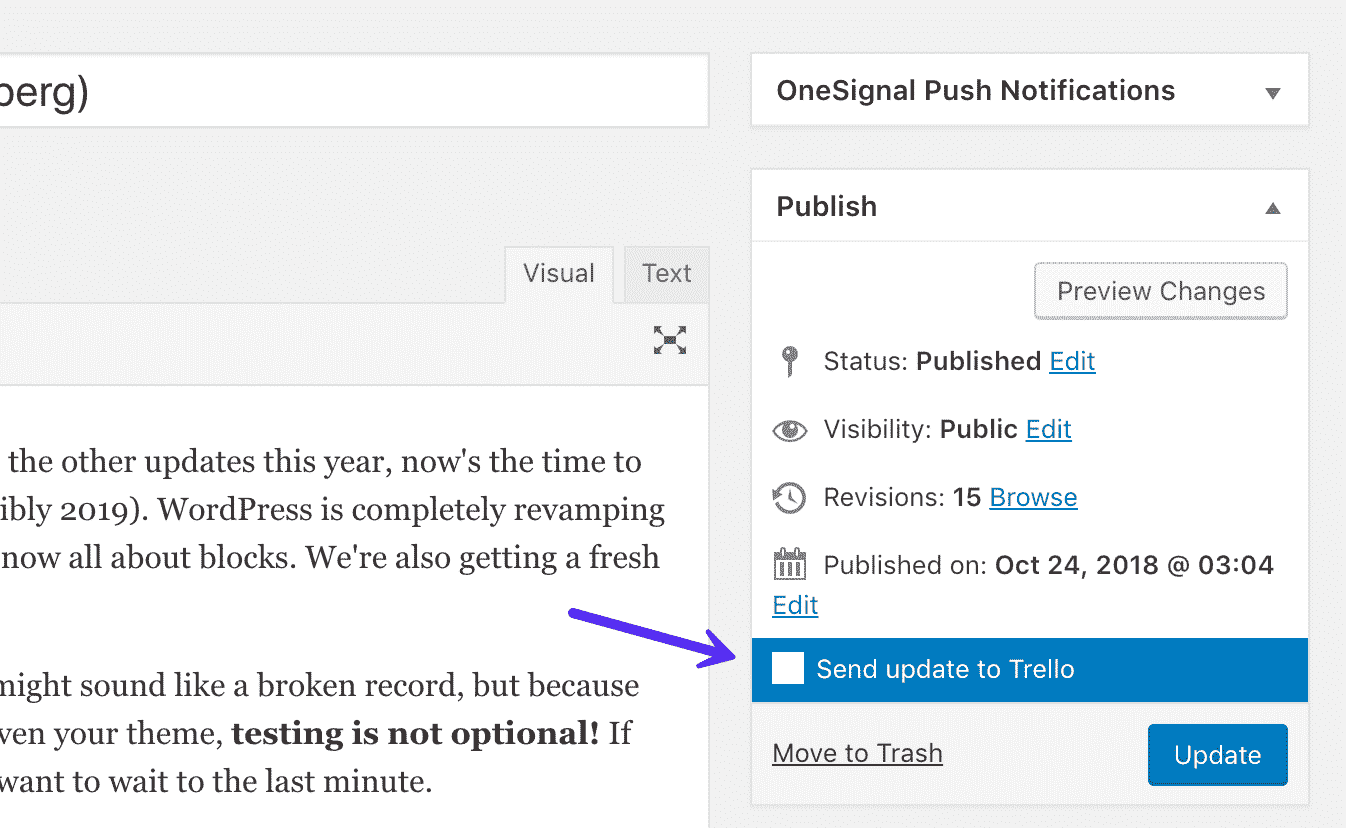 berg)
Visual
Text
the other updates this year, now's the time to
ibly 2019). WordPress is completely revamping
now all about blocks. We're also getting a fresh
might sound like a broken record, but because
ven your theme, testing is not optional! If
want to wait to the last minute.
OneSignal Push Notifications
Publish
Preview Changes
Status: Published Edit
Visibility: Public Edit
Revisions: 15 Browse
Published on: Oct 24, 2018 @ 03:04
Edit
Send update to Trello
Move to Trash
Update